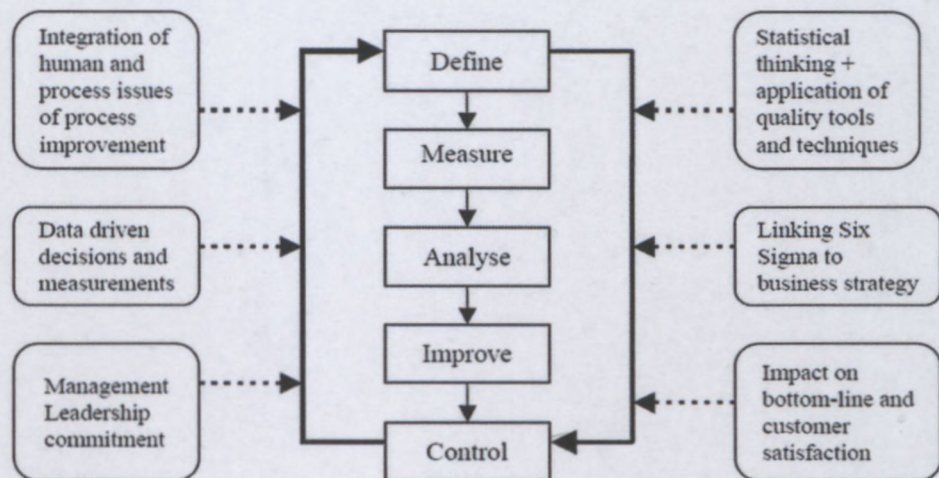 Integration of
human and
process issues
of process
improvement
Data driven
decisions and
measurements
Management
Leadership
commitment
Define
Measure
Analyse
Improve
Control
Statistical
thinking +
application of
quality tools
and techniques
Linking Six
Sigma to
business strategy
Impact on
bottom-line and
customer
satisfaction